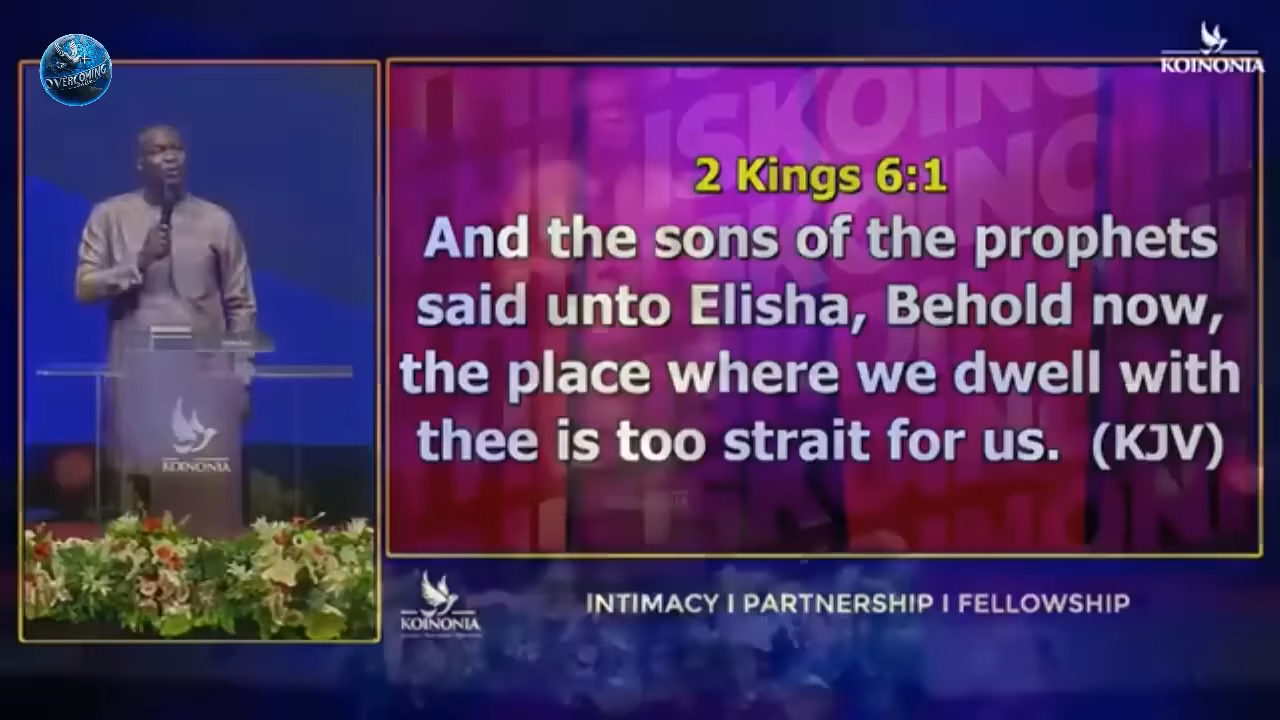 OVERCOMING
KOINONIA
2 Kings 6:1
And the sons of the prophets
said unto Elisha, Behold now,
the place where we dwell with
thee is too strait for us. (KJV)
KOINONIA
KOINONIA
INTIMACY I PARTNERSHIP I FELLOWSHIP